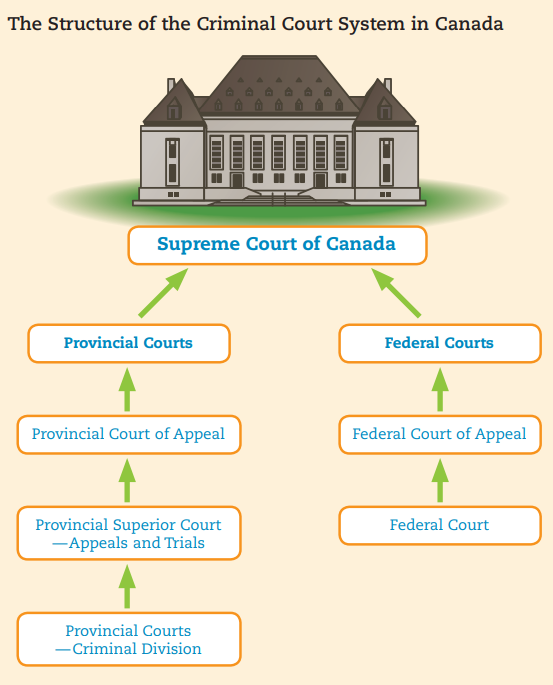 The Structure of the Criminal Court System in Canada
Supreme Court of Canada
Provincial Courts
Federal Courts
Provincial Court of Appeal
Federal Court of Appeal
Provincial Superior Court
—Appeals and Trials
Federal Court
Provincial Courts
—Criminal Division